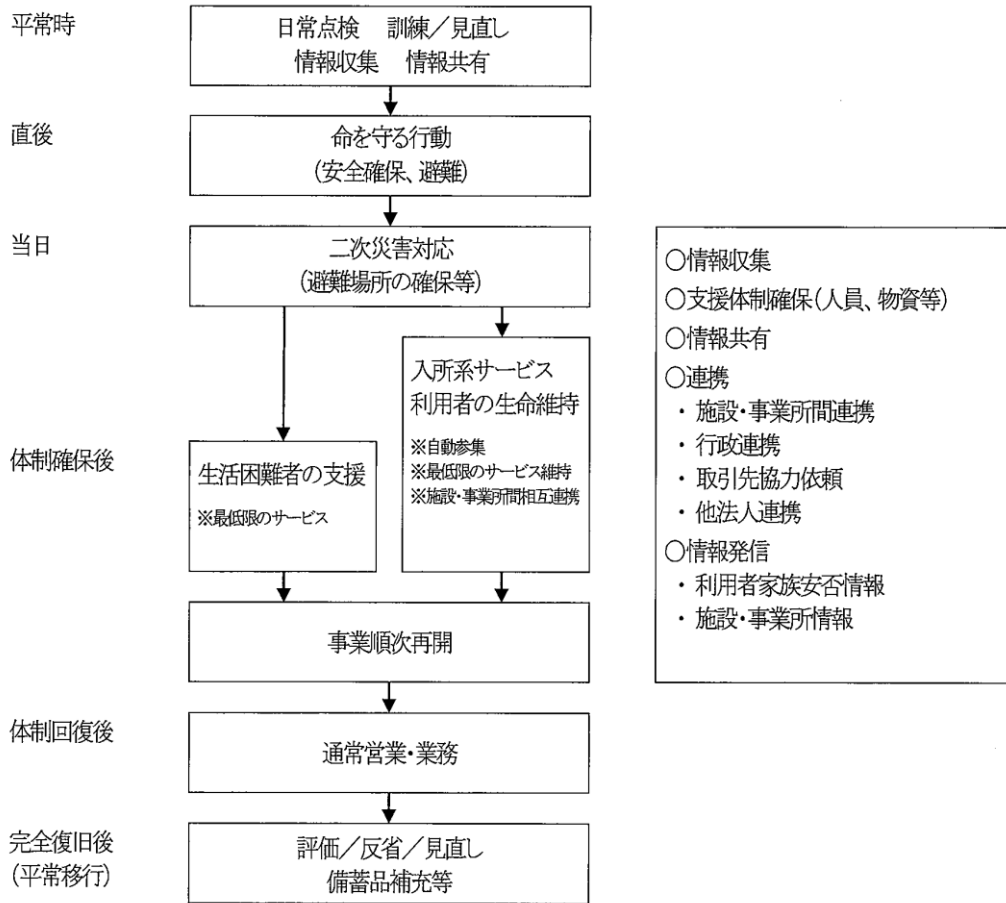 平常時
日常点検　訓練／見直し
情報収集　情報共有
直後
命を守る行動
(安全確保、避難)
当日
二次災害対応
(避難場所の確保等)
体制確保後
生活困難者の支援
※最低限のサービス
入所系サービス
利用者の生命維持
※自動参集
※最低限のサービス維持
※施設・事業所間相互連携
事業順次再開
体制回復後
通常営業・業務
完全復旧後
(平常移行)
評価／反省／見直し
備蓄品補充等
○情報収集
○支援体制確保(人員、物資等)
○情報共有
○連携
・ 施設・事業所間連携
・ 行政連携
・ 取引先協力依頼
・ 他法人連携
○情報発信
・ 利用者家族安否情報
・ 施設・事業所情報